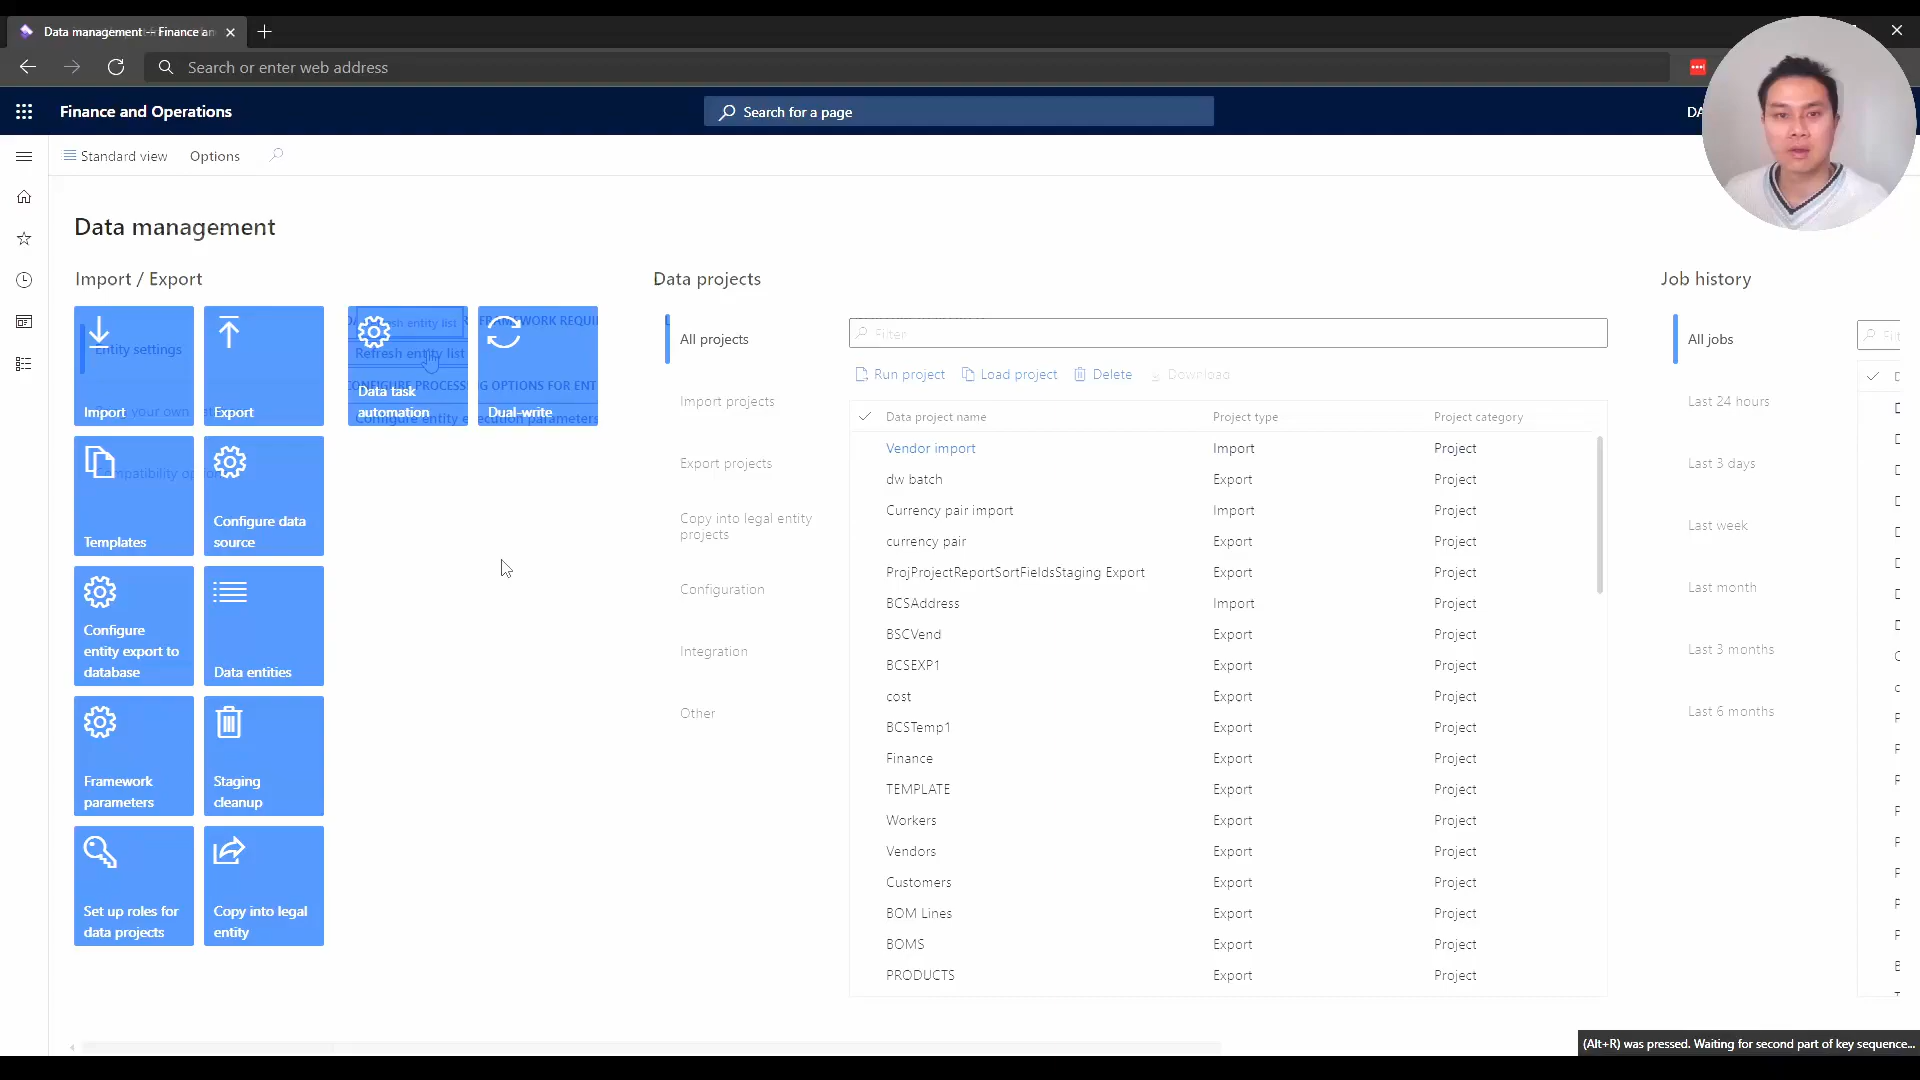 Data management -- Finance an
Search or enter web address
Finance and Operations
Search for a page
DA
Standard view
Options
Data management
Import / Export
Data projects
Job history
Import
Export
Data task
automation
Dual-write
Entity settings
Refresh entity list
Templates
Configure data
source
Configure
entity export to
database
Data entities
Framework
parameters
Staging
cleanup
Set up roles for
data projects
Copy into legal
entity
All projects
Import projects
Export projects
Copy into legal entity
projects
Configuration
Integration
Other
Filter
Run project
Load project
Delete
Download
Data project name Project type Project category
Vendor import Import Project
dw batch Export Project
Currency pair import Import Project
currency pair Export Project
ProjProjectReportSortFieldsStaging Export Export Project
BCSAddress Import Project
BSCVend Export Project
BCSEXP1 Export Project
cost Export Project
BCSTemp1 Export Project
Finance Export Project
TEMPLATE Export Project
Workers Export Project
Vendors Export Project
Customers Export Project
BOM Lines Export Project
BOMS Export Project
PRODUCTS Export Project
All jobs
Last 24 hours
Last 3 days
Last week
Last month
Last 3 months
Last 6 months
(Alt+R) was pressed. Waiting for second part of key sequence...